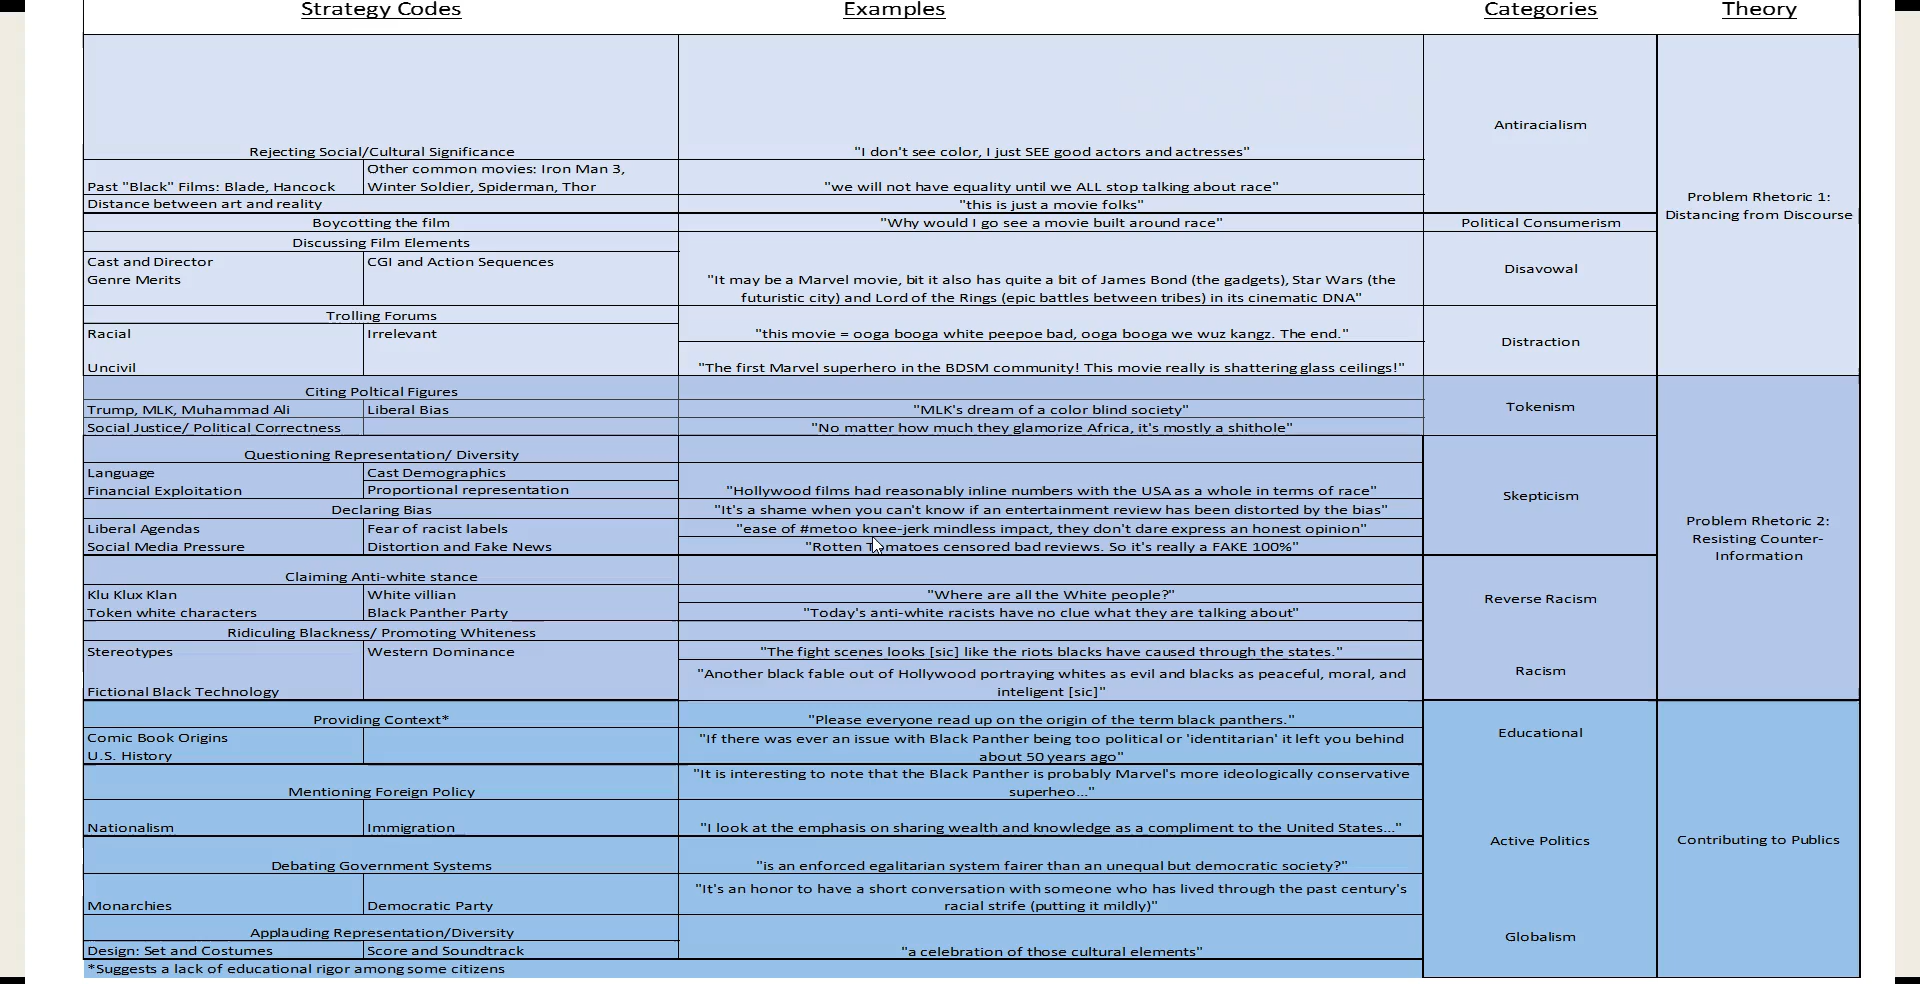 Strategy Codes Examples Categories Theory
Antiracialism
Rejecting Social/Cultural Significance "I don't see color, I just SEE good actors and actresses"
Other common movies: Iron Man 3,
Past "Black" Films: Blade, Hancock Winter Soldier, Spiderman, Thor "we will not have equality until we ALL stop talking about race"
Problem Rhetoric 1:
Distance between art and reality "this is just a movie folks"
Distancing from Discourse
Boycotting the film "Why would I go see a movie built around race" Political Consumerism
Discussing Film Elements
Cast and Director CGI and Action Sequences
Disavowal
Genre Merits "It may be a Marvel movie, bit it also has quite a bit of James Bond (the gadgets), Star Wars (the
futuristic city) and Lord of the Rings (epic battles between tribes) in its cinematic DNA"
Trolling Forums
Racial Irrelevant "this movie = ooga booga white peepoe bad, ooga booga we wuz kangz. The end."
Distraction
Uncivil "The first Marvel superhero in the BDSM community! This movie really is shattering glass ceilings!"
Citing Poltical Figures
Tokenism
Trump, MLK, Muhammad Ali Liberal Bias "MLK's dream of a color blind society"
Social Justice/ Political Correctness "No matter how much they glamorize Africa, it's mostly a shithole"
Questioning Representation/ Diversity
Language Cast Demographics
Financial Exploitation Proportional representation "Hollywood films had reasonably inline numbers with the USA as a whole in terms of race"
Skepticism
Declaring Bias "It's a shame when you can't know if an entertainment review has been distorted by the bias"
Problem Rhetoric 2:
Liberal Agendas Fear of racist labels "ease of #metoo knee-jerk mindless impact, they don't dare express an honest opinion"
Resisting Counter-
Social Media Pressure Distortion and Fake News "Rotten Tomatoes censored bad reviews. So it's really a FAKE 100%"
Information
Claiming Anti-white stance
Klu Klux Klan White villian "Where are all the White people?"
Reverse Racism
Token white characters Black Panther Party "Today's anti-white racists have no clue what they are talking about"
Ridiculing Blackness/ Promoting Whiteness
Stereotypes Western Dominance "The fight scenes looks [sic] like the riots blacks have caused through the states."
Racism
"Another black fable out of Hollywood portraying whites as evil and blacks as peaceful, moral, and
Fictional Black Technology inteligent [sic]"
Providing Context* "Please everyone read up on the origin of the term black panthers."
Educational
Comic Book Origins "If there was ever an issue with Black Panther being too political or 'identitarian' it left you behind
U.S. History about 50 years ago"
"It is interesting to note that the Black Panther is probably Marvel's more ideologically conservative
Mentioning Foreign Policy superheo..."
Nationalism Immigration "I look at the emphasis on sharing wealth and knowledge as a compliment to the United States..."
Active Politics Contributing to Publics
Debating Government Systems "is an enforced egalitarian system fairer than an unequal but democratic society?"
"It's an honor to have a short conversation with someone who has lived through the past century's
Monarchies Democratic Party racial strife (putting it mildly)"
Applauding Representation/Diversity
Globalism
Design: Set and Costumes Score and Soundtrack "a celebration of those cultural elements"
*Suggests a lack of educational rigor among some citizens